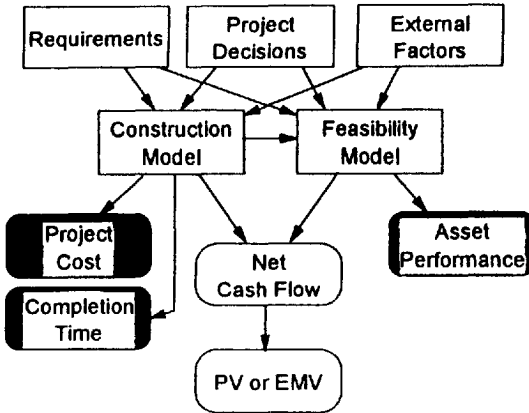 Requirements
Project
Decisions
External
Factors
Construction
Model
Feasibility
Model
Project
Cost
Completion
Time
Net
Cash Flow
Asset
Performance
PV or EMV